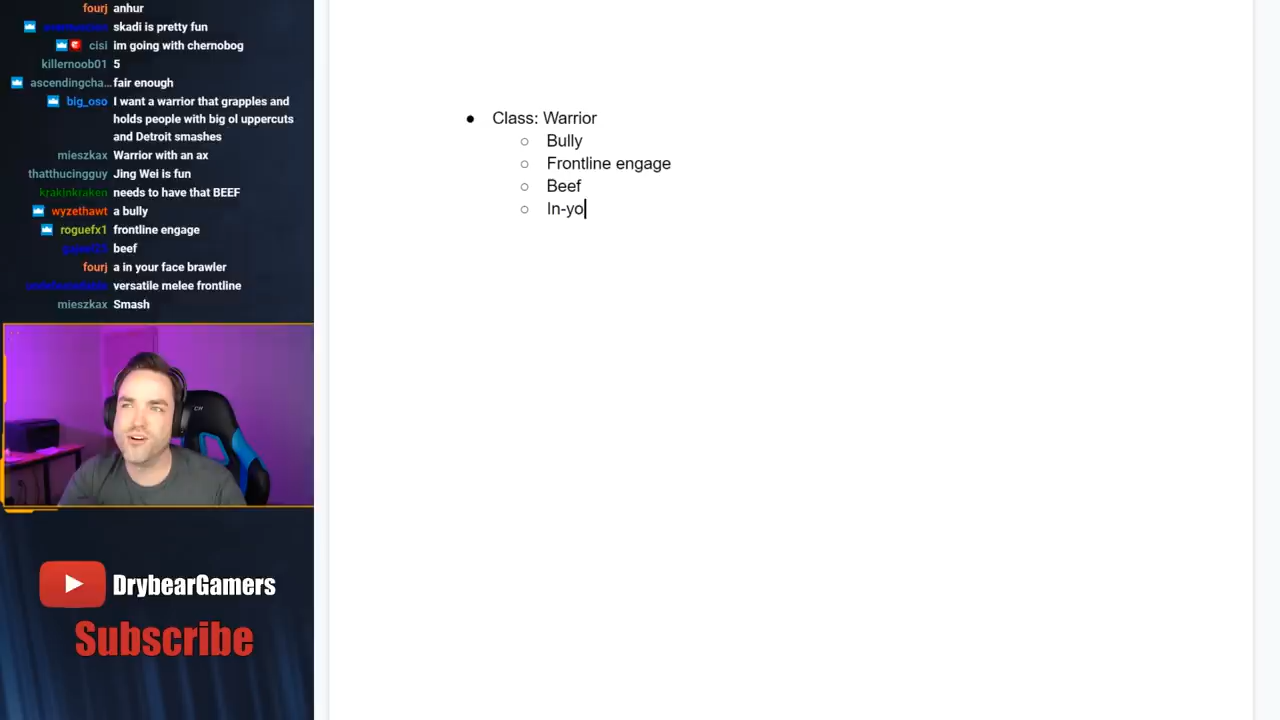 fourj anhur
skadi is pretty fun
cisi im going with chernobog
killernoob01 5
ascendingcha... fair enough
big_oso I want a warrior that grapples and
holds people with big ol uppercuts
and Detroit smashes
mieszkax Warrior with an ax
thatthucingguy Jing Wei is fun
krakinkraken needs to have that BEEF
wyzethawt a bully
roguefx1 frontline engage
beef
fourj a in your face brawler
versatile melee frontline
mieszkax Smash
DrybearGamers
Subscribe
● Class: Warrior
○ Bully
○ Frontline engage
○ Beef
○ In-yo